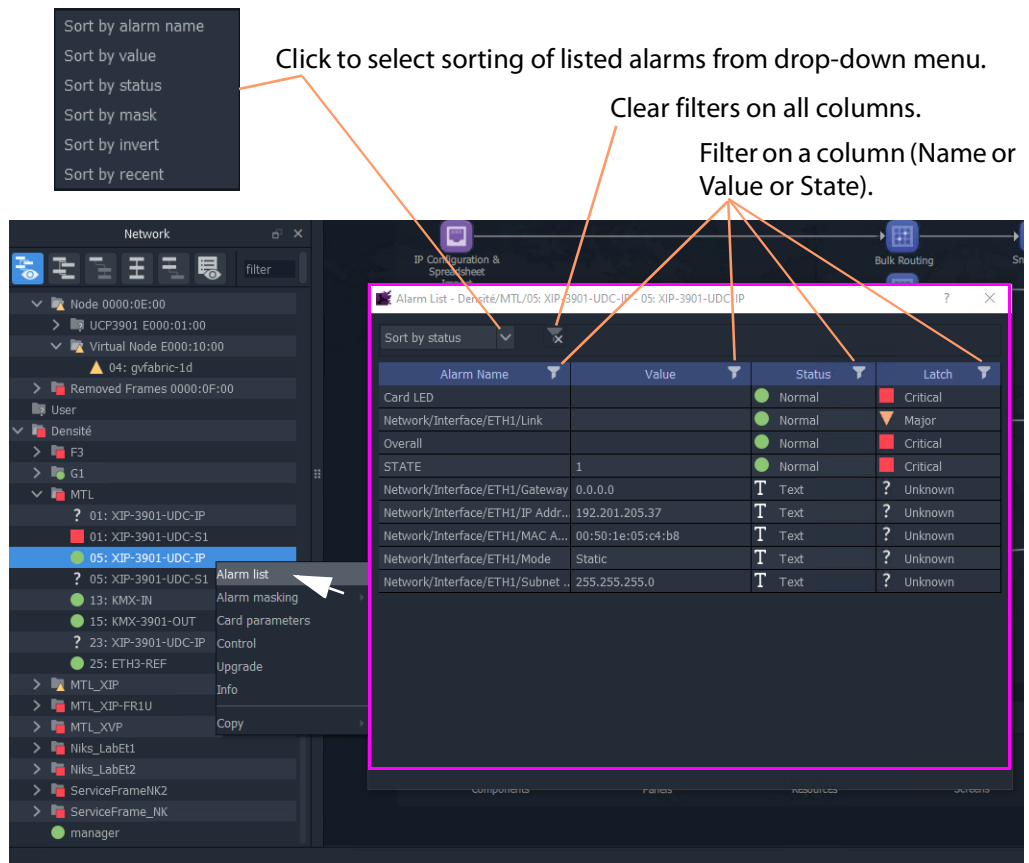 Sort by alarm name
Sort by value
Sort by status
Sort by mask
Sort by invert
Sort by recent
Click to select sorting of listed alarms from drop-down menu.
Clear filters on all columns.
Filter on a column (Name or
Value or State).
Network
filter
Node 0000:0E:00
UCP3901 E000:01:00
Virtual Node E000:10:00
04: gvfabric-1d
Removed Frames 0000:0F:00
User
Densité
F3
G1
MTL
01: XIP-3901-UDC-IP
01: XIP-3901-UDC-S1
05: XIP-3901-UDC-IP
05: XIP-3901-UDC-S1
13: KMX-IN
15: KMX-3901-OUT
23: XIP-3901-UDC-IP
25: ETH3-REF
MTL_XIP
MTL_XIP-FR1U
MTL_XVP
Niks_LabEt1
Niks_LabEt2
ServiceFrameNK2
ServiceFrame_NK
manager
Alarm list
Alarm masking
Card parameters
Control
Upgrade
Info
Copy
IP Configuration &
Spreadsheet
Bulk Routing
Sn
Alarm List - Densité/MTL/05: XIP-3901-UDC-IP - 05: XIP-3901-UDC-IP ?
Sort by status
Alarm Name Value Status Latch
Card LED Normal Critical
Network/Interface/ETH1/Link Normal Major
Overall Normal Critical
STATE 1 Normal Critical
Network/Interface/ETH1/Gateway 0.0.0.0 T Text ? Unknown
Network/Interface/ETH1/IP Addr... 192.201.205.37 T Text ? Unknown
Network/Interface/ETH1/MAC A... 00:50:1e:05:c4:b8 T Text ? Unknown
Network/Interface/ETH1/Mode Static T Text ? Unknown
Network/Interface/ETH1/Subnet ... 255.255.255.0 T Text ? Unknown
Components Panels Resources Screens